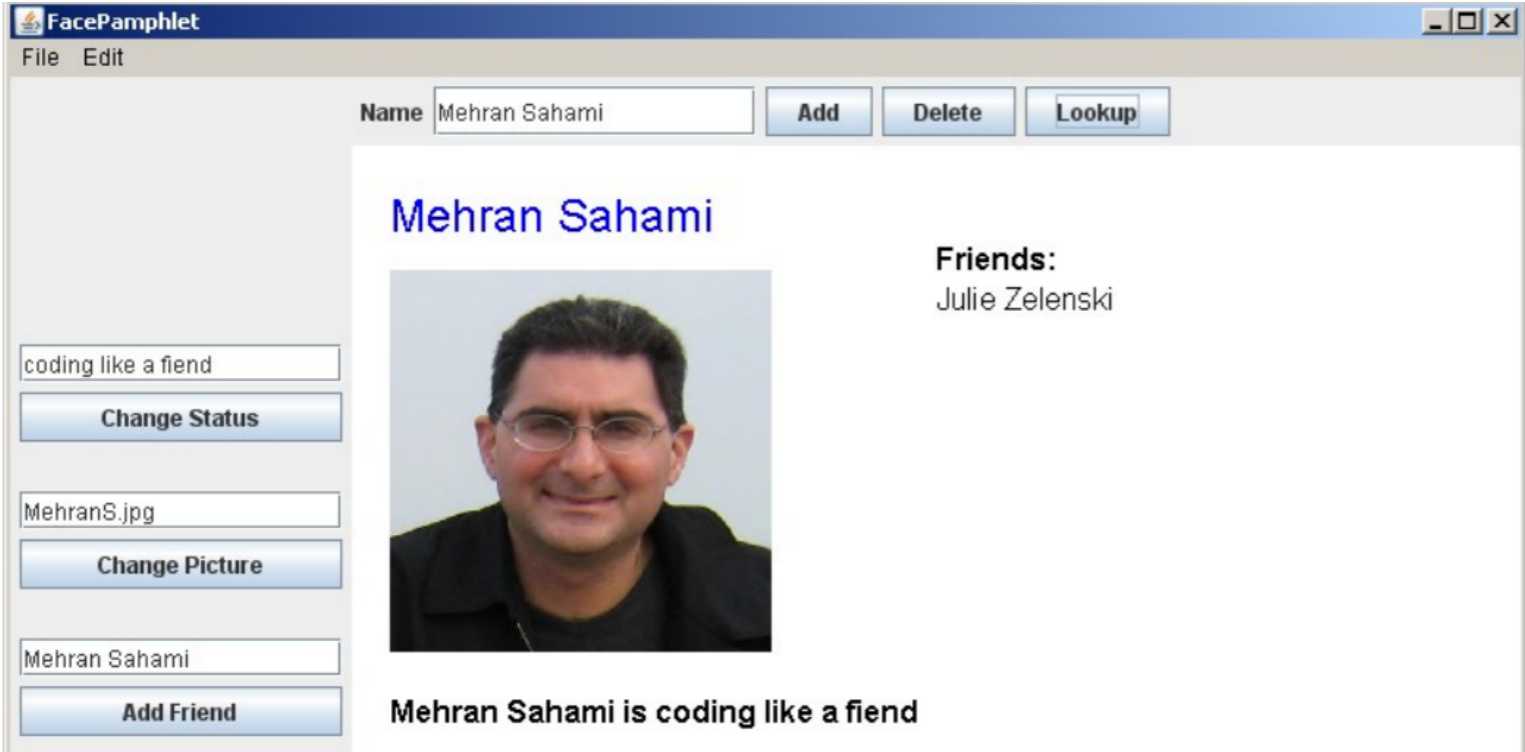 FacePamphlet
File Edit
Name Mehran Sahami Add Delete Lookup
Mehran Sahami
Friends:
Julie Zelenski
coding like a fiend
Change Status
MehranS.jpg
Change Picture
Mehran Sahami
Add Friend
Mehran Sahami is coding like a fiend